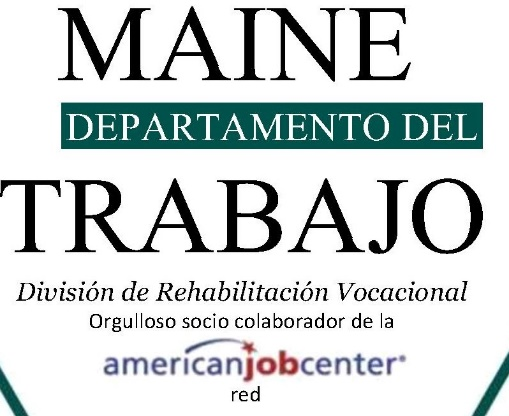 MAINE
DEPARTAMENTO DEL
TRABAJO
División de Rehabilitación Vocacional
Orgulloso socio colaborador de la
americanjobcenter®
red